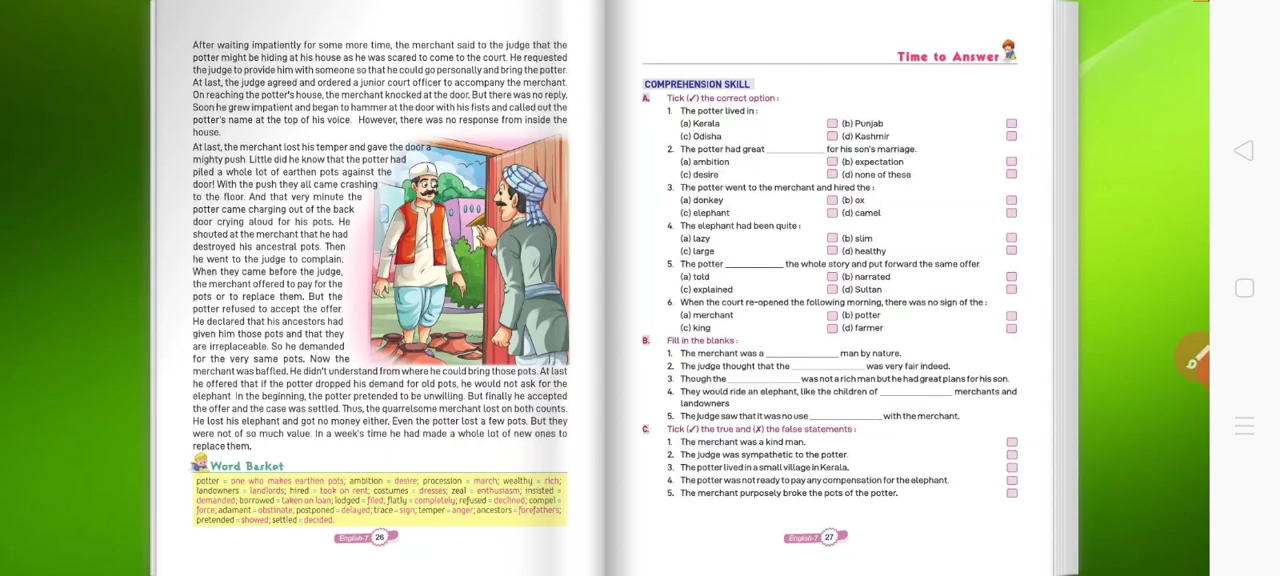 After waiting impatiently for some more time, the merchant said to the judge that the
potter might be hiding at his house as he was scared to come to the court. He requested
the judge to provide him with someone so that he could go personally and bring the potter.
At last, the judge agreed and ordered a junior court officer to accompany the merchant.
On reaching the potter's house, the merchant knocked at the door. But there was no reply.
Soon he grew impatient and began to hammer at the door with his fists and called out the
potter's name at the top of his voice. However, there was no response from inside the
house.
At last, the merchant lost his temper and gave the door a
mighty push. Little did he know that the potter had
piled a whole lot of earthen pots against the
door! With the push they all came crashing
to the floor. And that very minute the
potter came charging out of the back
door crying aloud for his pots. He
shouted at the merchant that he had
destroyed his ancestral pots. Then
he went to the judge to complain.
When they came before the judge,
the merchant offered to pay for the
pots or to replace them. But the
potter refused to accept the offer.
He declared that his ancestors had
given him those pots and that they
are irreplaceable. So he demanded
for the very same pots. Now the
merchant was baffled. He didn't understand from where he could bring those pots. At last
he offered that if the potter dropped his demand for old pots, he would not ask for the
elephant. In the beginning, the potter pretended to be unwilling. But finally he accepted
the offer and the case was settled. Thus, the quarrelsome merchant lost on both counts.
He lost his elephant and got no money either. Even the potter lost a few pots. But they
were not of so much value. In a week's time he had made a whole lot of new ones to
replace them.
Word Basket
potter = one who makes earthen pots; ambition = desire; procession = march; wealthy = rich;
landowners = landlords; hired = took on rent; costumes = dresses; zeal = enthusiasm; insisted =
demanded; borrowed = taken on loan; lodged = filed; flatly = completely; refused = declined; compel =
force; adamant = obstinate; postponed = delayed; trace = sign; temper = anger; ancestors = forefathers;
pretended = showed; settled = decided.
English-7 26
Time to Answer
COMPREHENSION SKILL
A. Tick (✓) the correct option :
1. The potter lived in :
(a) Kerala (b) Punjab
(c) Odisha (d) Kashmir
2. The potter had great ____________ for his son's marriage.
(a) ambition (b) expectation
(c) desire (d) none of these
3. The potter went to the merchant and hired the :
(a) donkey (b) ox
(c) elephant (d) camel
4. The elephant had been quite :
(a) lazy (b) slim
(c) large (d) healthy
5. The potter ____________ the whole story and put forward the same offer.
(a) told (b) narrated
(c) explained (d) Sultan
6. When the court re-opened the following morning, there was no sign of the :
(a) merchant (b) potter
(c) king (d) farmer
B. Fill in the blanks :
1. The merchant was a ____________ man by nature.
2. The judge thought that the ____________ was very fair indeed.
3. Though the ____________ was not a rich man but he had great plans for his son.
4. They would ride an elephant, like the children of ____________ merchants and
landowners
5. The judge saw that it was no use ____________ with the merchant.
C. Tick (✓) the true and (✗) the false statements :
1. The merchant was a kind man.
2. The judge was sympathetic to the potter.
3. The potter lived in a small village in Kerala.
4. The potter was not ready to pay any compensation for the elephant.
5. The merchant purposely broke the pots of the potter.
English-7 27